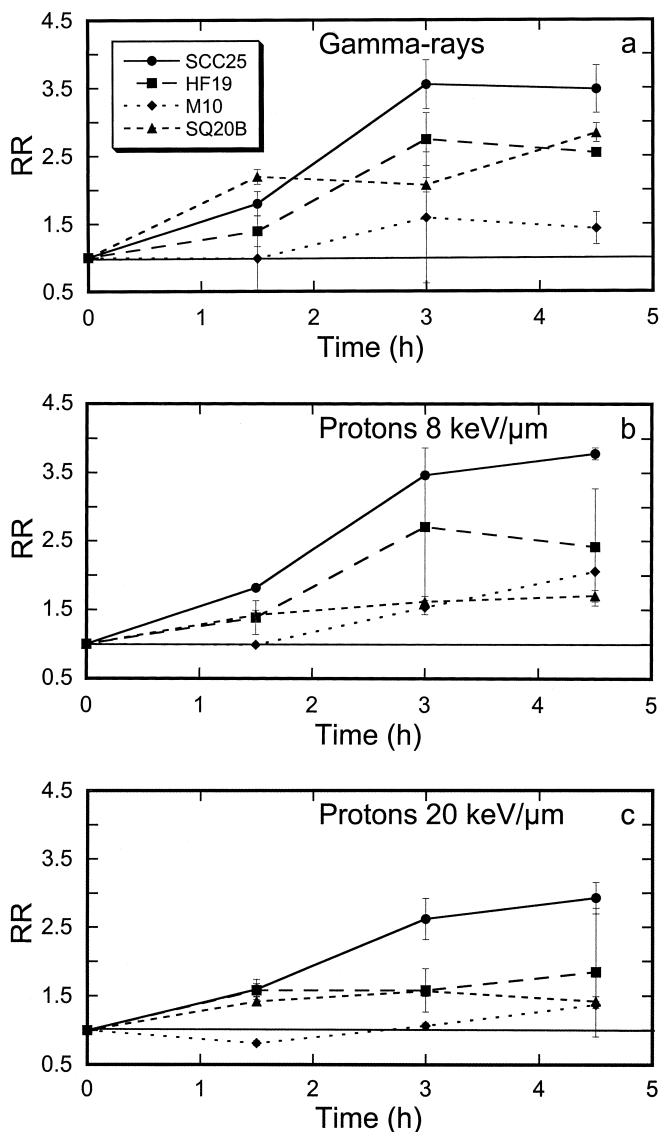 Gamma-rays
a
SCC25
HF19
M10
SQ20B
RR
4.5
3.5
2.5
1.5
0.5
0 1 2 3 4 5
Time (h)
Protons 8 keV/µm
b
RR
4.5
3.5
2.5
1.5
0.5
0 1 2 3 4 5
Time (h)
Protons 20 keV/µm
c
RR
4.5
3.5
2.5
1.5
0.5
0 1 2 3 4 5
Time (h)